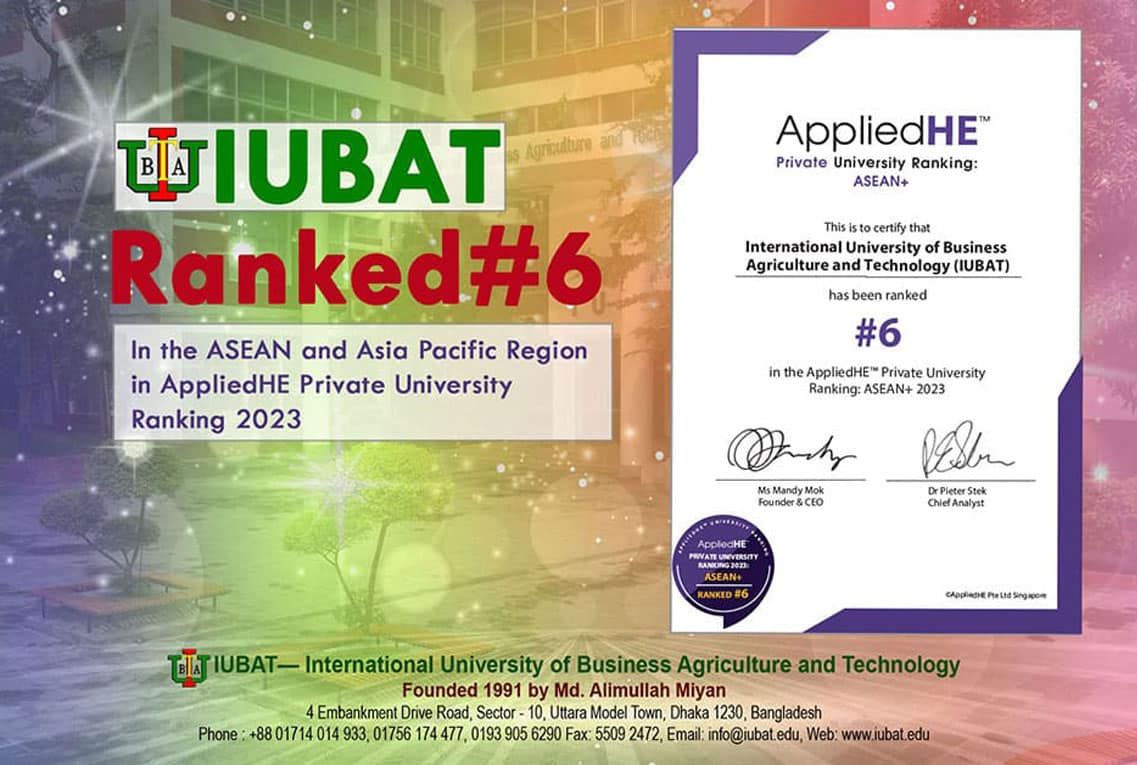 BIA
IUBAT
Ranked#6
In the ASEAN and Asia Pacific Region
in AppliedHE Private University
Ranking 2023
ss Agriculture and
AppliedHE™
Private University Ranking:
ASEAN+
This is to certify that
International University of Business
Agriculture and Technology (IUBAT)
has been ranked
#6
in the AppliedHE™ Private University
Ranking: ASEAN+ 2023
Ms Mandy Mok
Founder & CEO
Dr Pieter Stek
Chief Analyst
APPLIEDHE™ UNIVERSITY RANKING
AppliedHE™
PRIVATE UNIVERSITY
RANKING 2023:
ASEAN+
RANKED #6
©AppliedHE Pte Ltd Singapore
BIA IUBAT— International University of Business Agriculture and Technology
Founded 1991 by Md. Alimullah Miyan
4 Embankment Drive Road, Sector - 10, Uttara Model Town, Dhaka 1230, Bangladesh
Phone : +88 01714 014 933, 01756 174 477, 0193 905 6290 Fax: 5509 2472, Email: info@iubat.edu, Web: www.iubat.edu